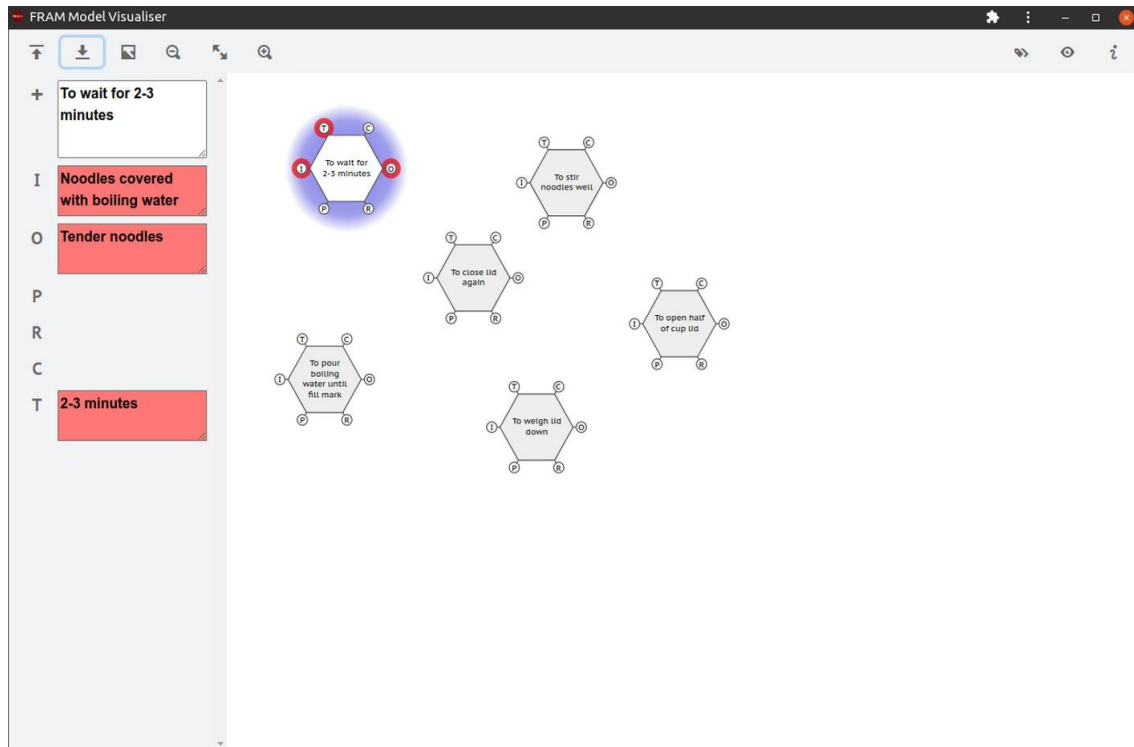 FRAM Model Visualiser
To wait for 2-3
minutes
I
Noodles covered
with boiling water
O
Tender noodles
P
R
C
T
2-3 minutes
T
C
I
To wait for
2-3 minutes
O
P
R
T
C
I
To stir
noodles well
O
P
R
T
C
I
To close lid
again
O
P
R
T
C
I
To open half
of cup lid
O
P
R
T
C
I
To pour
boiling
water until
fill mark
O
P
R
T
C
I
To weigh lid
down
O
P
R